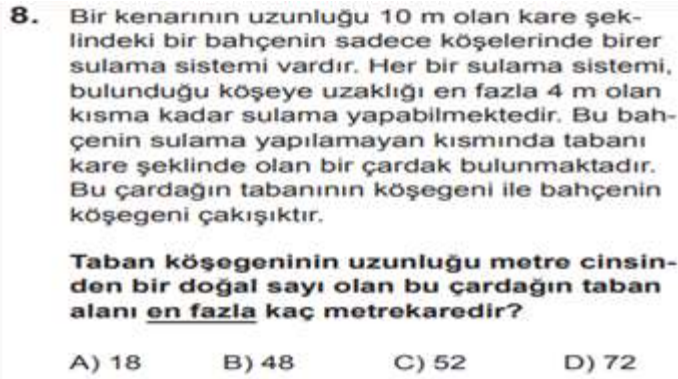 8. Bir kenarının uzunluğu 10 m olan kare şek-
lindeki bir bahçenin sadece köşelerinde birer
sulama sistemi vardır. Her bir sulama sistemi,
bulunduğu köşeye uzaklığı en fazla 4 m olan
kısma kadar sulama yapabilmektedir. Bu bah-
çenin sulama yapılamayan kısmında tabanı
kare şeklinde olan bir çardak bulunmaktadır.
Bu çardağın tabanının köşegeni ile bahçenin
köşegeni çakışıktır.
Taban köşegeninin uzunluğu metre cinsin-
den bir doğal sayı olan bu çardağın taban
alanı en fazla kaç metrekaredir?
A) 18 B) 48 C) 52 D) 72